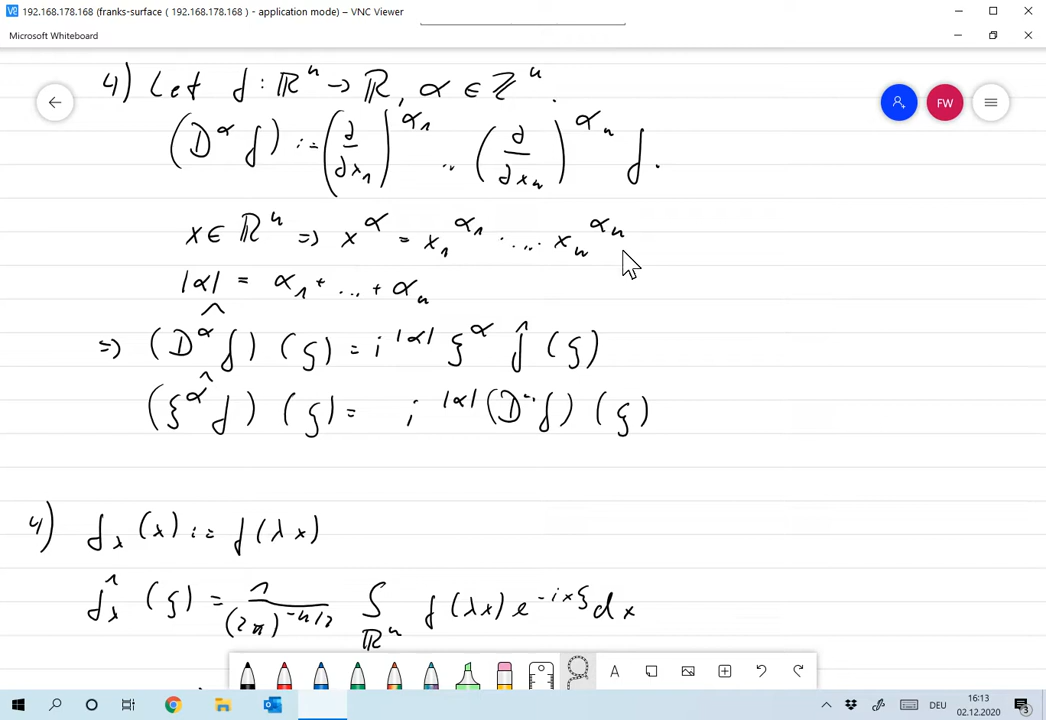 192.168.178.168 (franks-surface ( 192.168.178.168 ) - application mode) – VNC Viewer
Microsoft Whiteboard
FW
4) Let f : ℝⁿ → ℝ, α ∈ ℤⁿ.
(D^α f) := (∂/∂x₁)^α₁ .. (∂/∂xₙ)^αₙ f.
x ∈ ℝⁿ ⇒ x^α = x₁^α₁ · .... xₙ^αₙ
|α| = α₁ + ... + αₙ
⇒ (D^α f)^ (ξ) = i^|α| ξ^α f̂ (ξ)
(ξ^α f)^ (ξ) = i^|α| (D^α f) (ξ)
4) f_λ (x) := f(λx)
f̂_λ (ξ) = 1/(2π)^(-n/2) ∫_ℝⁿ f(λx) e^(-ixξ) dx
A
DEU
16:13
02.12.2020
3